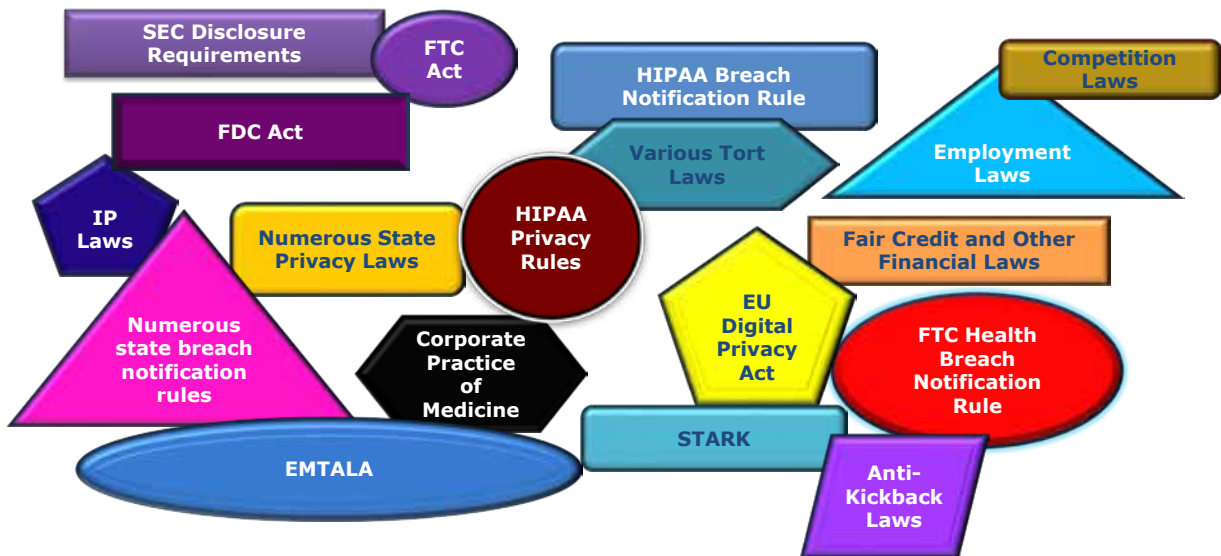 SEC Disclosure
Requirements
FTC
Act
HIPAA Breach
Notification Rule
Competition
Laws
FDC Act
Various Tort
Laws
Employment
Laws
IP
Laws
Numerous State
Privacy Laws
HIPAA
Privacy
Rules
Fair Credit and Other
Financial Laws
Numerous
state breach
notification
rules
Corporate
Practice
of
Medicine
EU
Digital
Privacy
Act
FTC Health
Breach
Notification
Rule
EMTALA
STARK
Anti-
Kickback
Laws